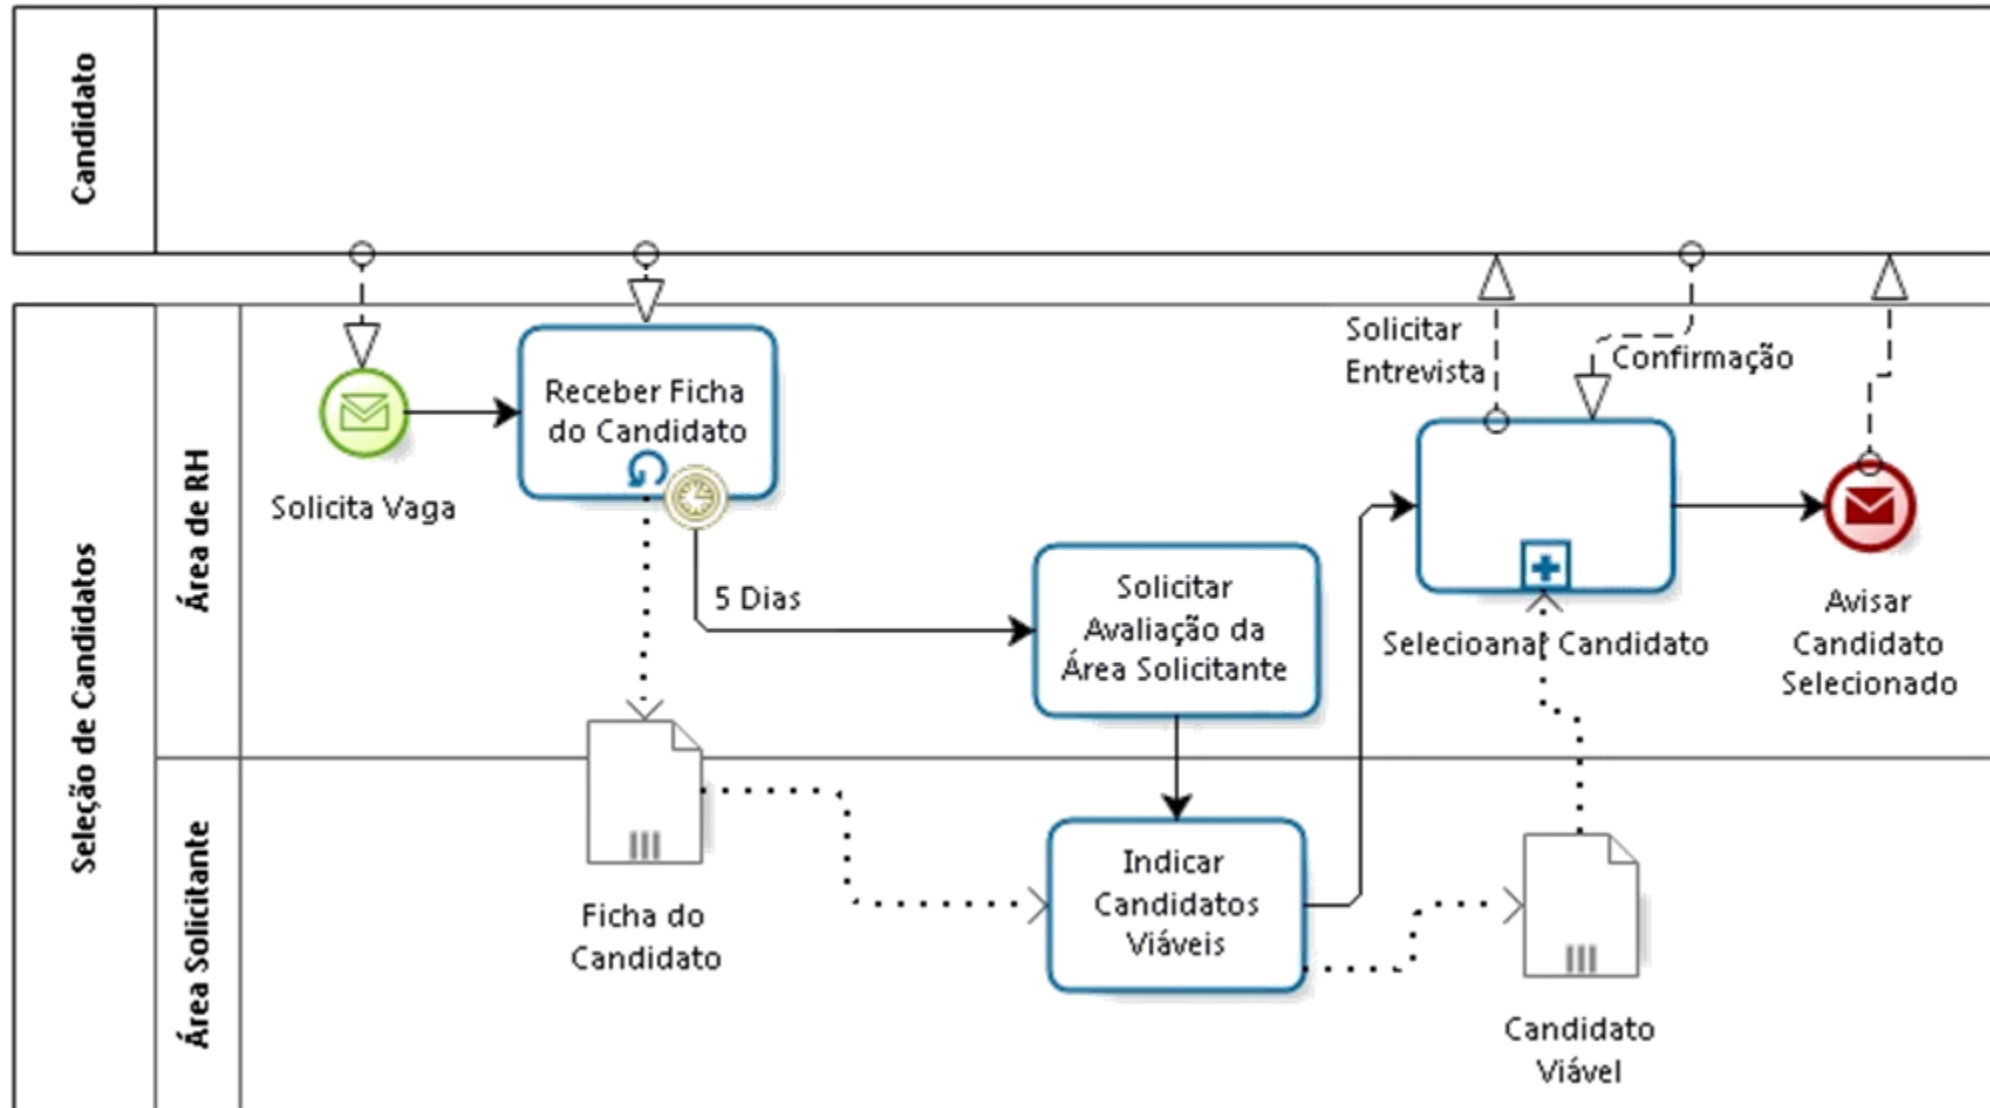 Candidato
Seleção de Candidatos
Área de RH
Solicita Vaga
Receber Ficha
do Candidato
5 Dias
Solicitar
Avaliação da
Área Solicitante
Solicitar
Entrevista
Confirmação
Selecioanar Candidato
Avisar
Candidato
Selecionado
Área Solicitante
Ficha do
Candidato
Indicar
Candidatos
Viáveis
Candidato
Viável